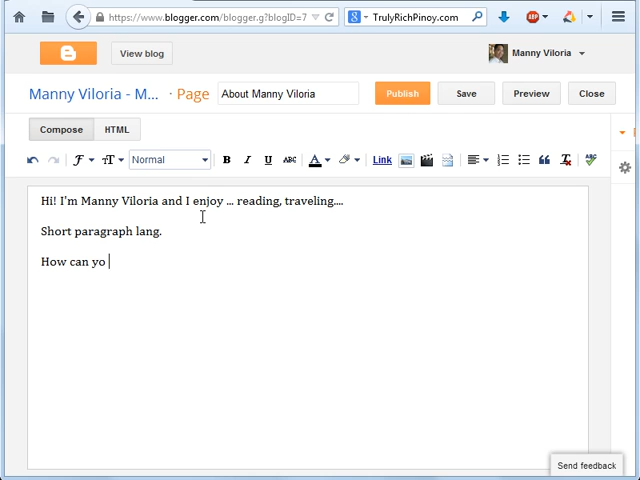 https://www.blogger.com/blogger.g?blogID=7
TrulyRichPinoy.com
View blog
Manny Viloria
Manny Viloria - M... · Page
About Manny Viloria
Publish
Save
Preview
Close
Compose
HTML
Normal
B I U ABC A Link
ABC
Hi! I'm Manny Viloria and I enjoy ... reading, traveling....
Short paragraph lang.
How can yo
Send feedback